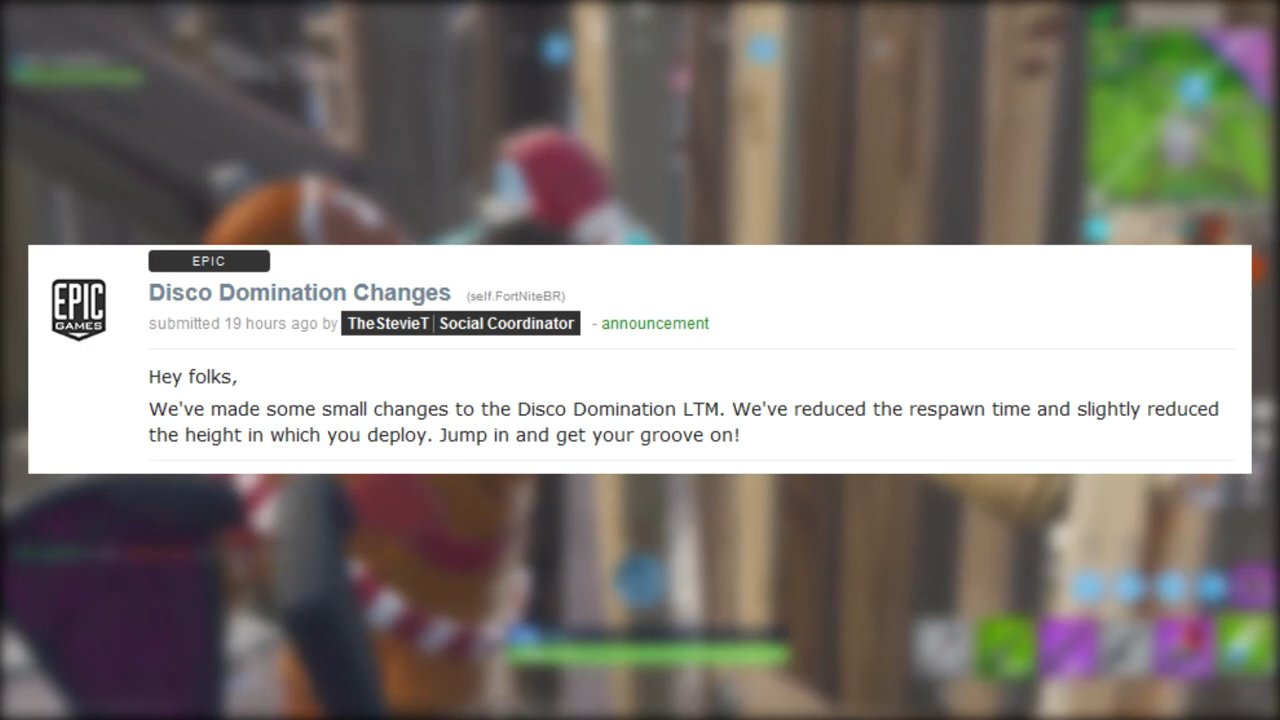 EPIC
EPIC
GAMES
Disco Domination Changes (self.FortNiteBR)
submitted 19 hours ago by TheStevieT Social Coordinator - announcement
Hey folks,
We've made some small changes to the Disco Domination LTM. We've reduced the respawn time and slightly reduced
the height in which you deploy. Jump in and get your groove on!